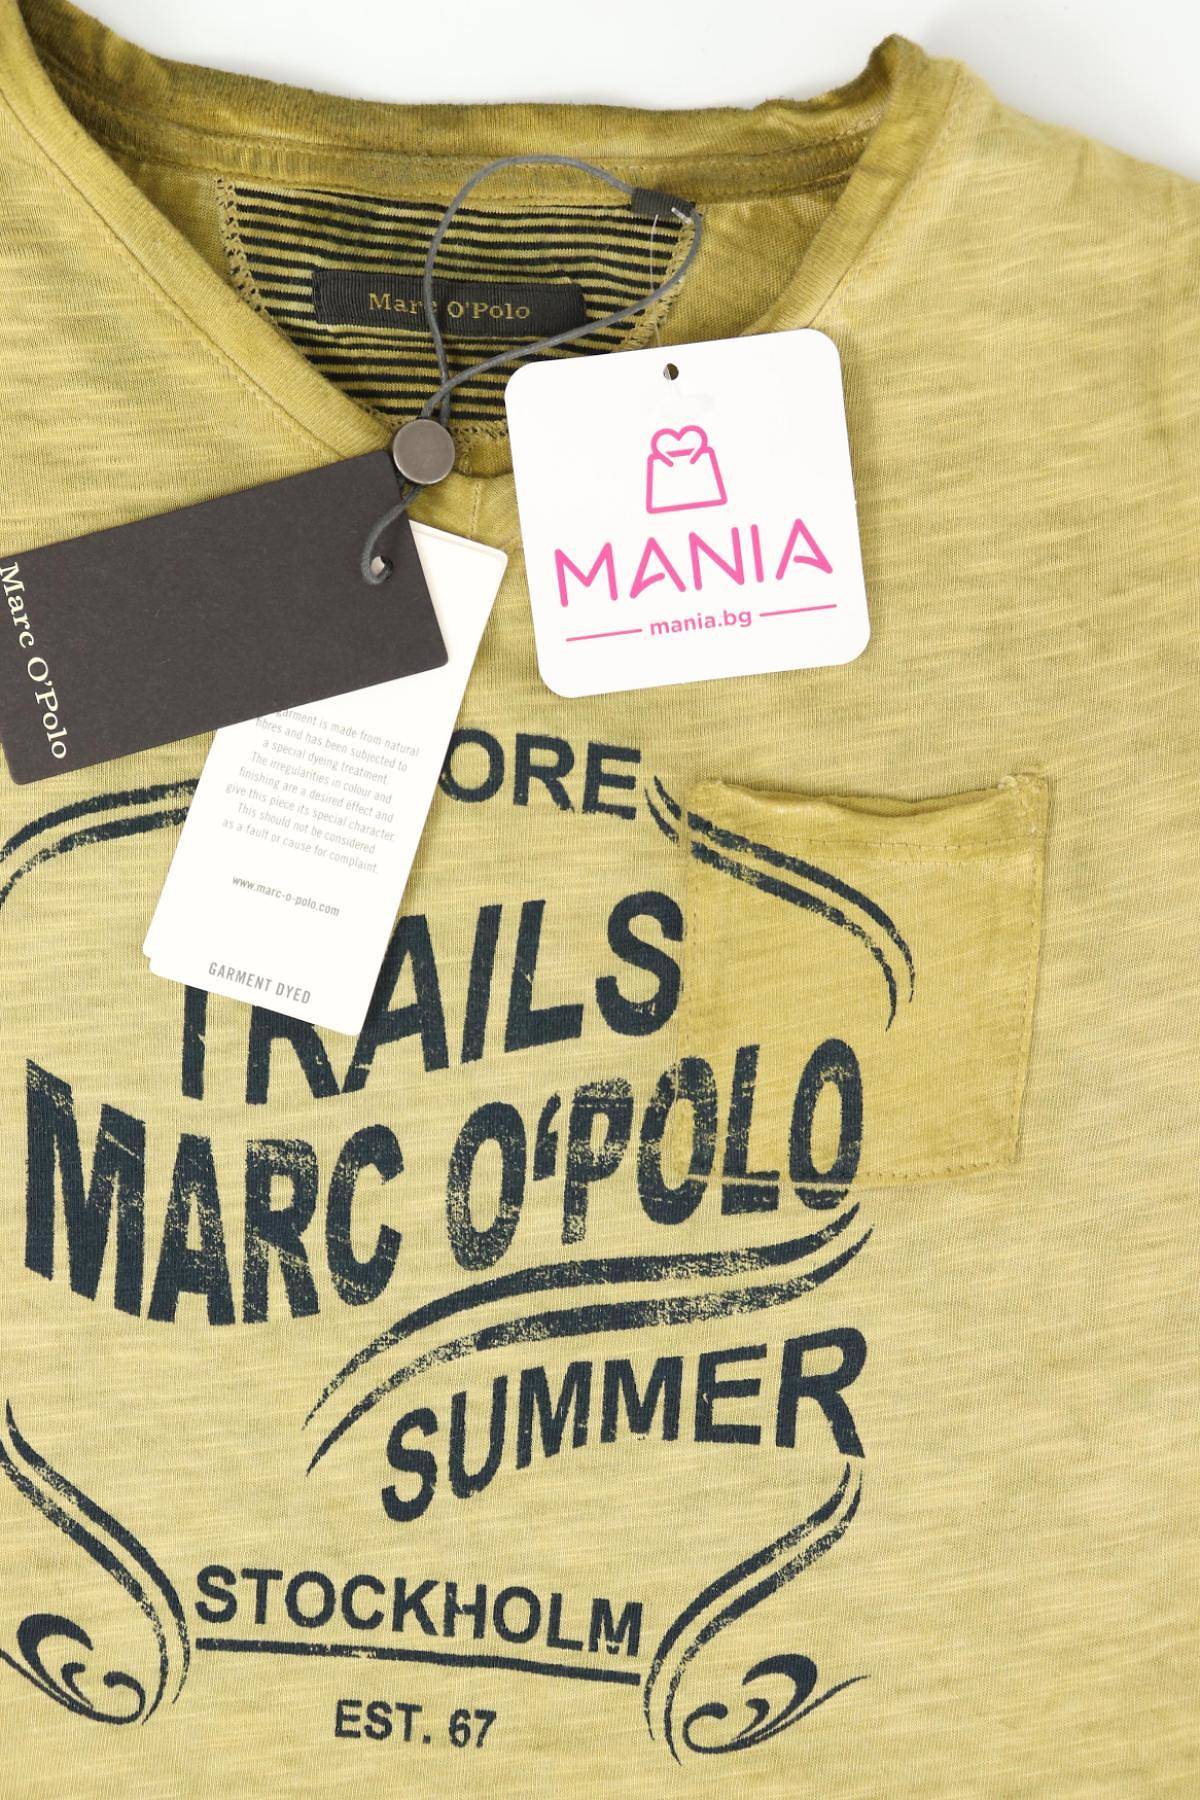 Marc O'Polo
MANIA
mania.bg
Marc O'Polo
garment is made from natural
fibres and has been subjected to
a special dyeing treatment
The irregularities in colour and
finishing are a desired effect and
give this piece its special character.
This should not be considered
as a fault or cause for complaint.
www.marc-o-polo.com
GARMENT DYED
ORE
TRAILS
MARC O'POLO
SUMMER
STOCKHOLM
EST. 67